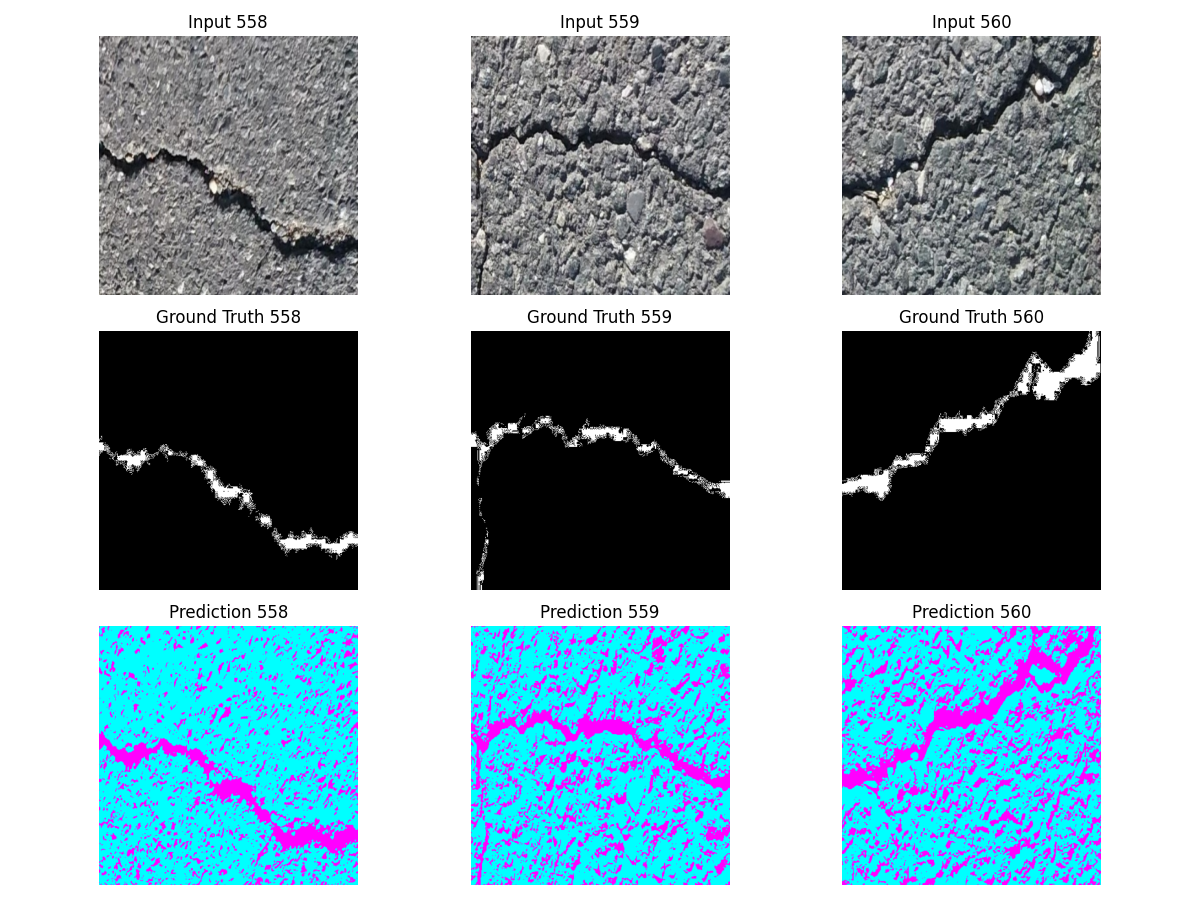 Input 558
Input 559
Input 560
Ground Truth 558
Ground Truth 559
Ground Truth 560
Prediction 558
Prediction 559
Prediction 560